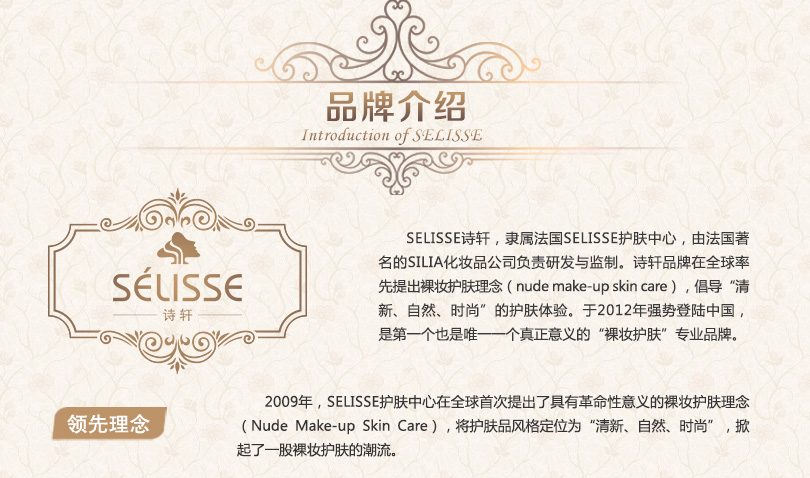 品牌介绍
Introduction of SELISSE
SÉLISSE
诗轩
SELISSE诗轩，隶属法国SELISSE护肤中心，由法国著
名的SILIA化妆品公司负责研发与监制。诗轩品牌在全球率
先提出裸妆护肤理念（nude make-up skin care），倡导“清
新、自然、时尚”的护肤体验。于2012年强势登陆中国，
是第一个也是唯一一个真正意义的“裸妆护肤”专业品牌。
领先理念
2009年，SELISSE护肤中心在全球首次提出了具有革命性意义的裸妆护肤理念
（Nude Make-up Skin Care），将护肤品风格定位为“清新、自然、时尚”，掀
起了一股裸妆护肤的潮流。